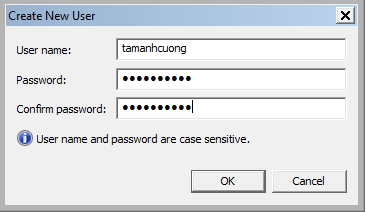 Create New User
User name: tamanhcuong
Password: ●●●●●●●●●●
Confirm password: ●●●●●●●●●●
User name and password are case sensitive.
OK Cancel